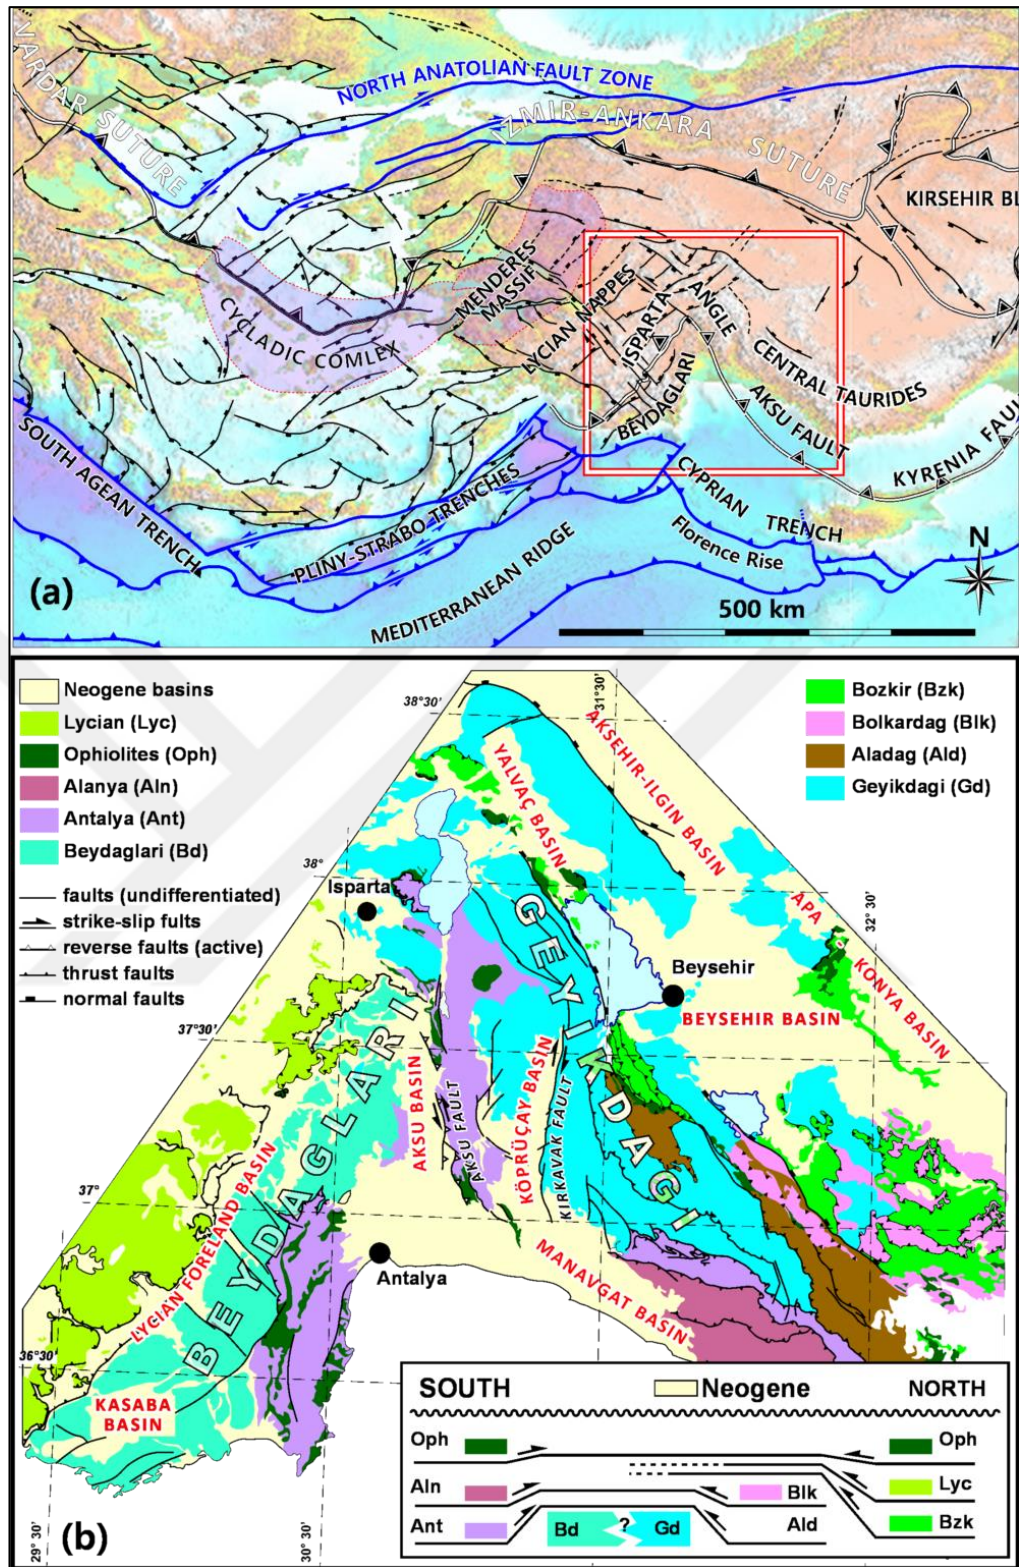 VARDAR SUTURE
NORTH ANATOLIAN FAULT ZONE
IZMIR-ANKARA SUTURE
KIRSEHIR BL
MENDERES
MASSIF
CYCLADIC COMLEX
LYCIAN NAPPES
ISPARTA
ANGLE
BEYDAGLARI
CENTRAL TAURIDES
AKSU FAULT
KYRENIA FAUL
SOUTH AGEAN TRENCH
PLINY-STRABO TRENCHES
CYPRIAN TRENCH
Florence Rise
MEDITERRANEAN RIDGE
N
500 km
(a)
Neogene basins
Lycian (Lyc)
Ophiolites (Oph)
Alanya (Aln)
Antalya (Ant)
Beydaglari (Bd)
faults (undifferentiated)
strike-slip fults
reverse faults (active)
thrust faults
normal faults
Bozkir (Bzk)
Bolkardag (Blk)
Aladag (Ald)
Geyikdagi (Gd)
38°30'
31°30'
AKSEHIR-ILGIN BASIN
YALVAÇ BASIN
38°
Isparta
GEYIKDAGI
APA
32° 30'
KONYA BASIN
Beysehir
BEYSEHIR BASIN
37°30'
BEYDAGLARI
AKSU BASIN
AKSU FAULT
KÖPRÜÇAY BASIN
KIRKAVAK FAULT
37°
LYCIAN FORELAND BASIN
Antalya
MANAVGAT BASIN
36°30'
KASABA
BASIN
29° 30'
30° 30'
(b)
SOUTH
Neogene
NORTH
Oph
Oph
Aln
Blk
Lyc
Ant
Bd
?
Gd
Ald
Bzk